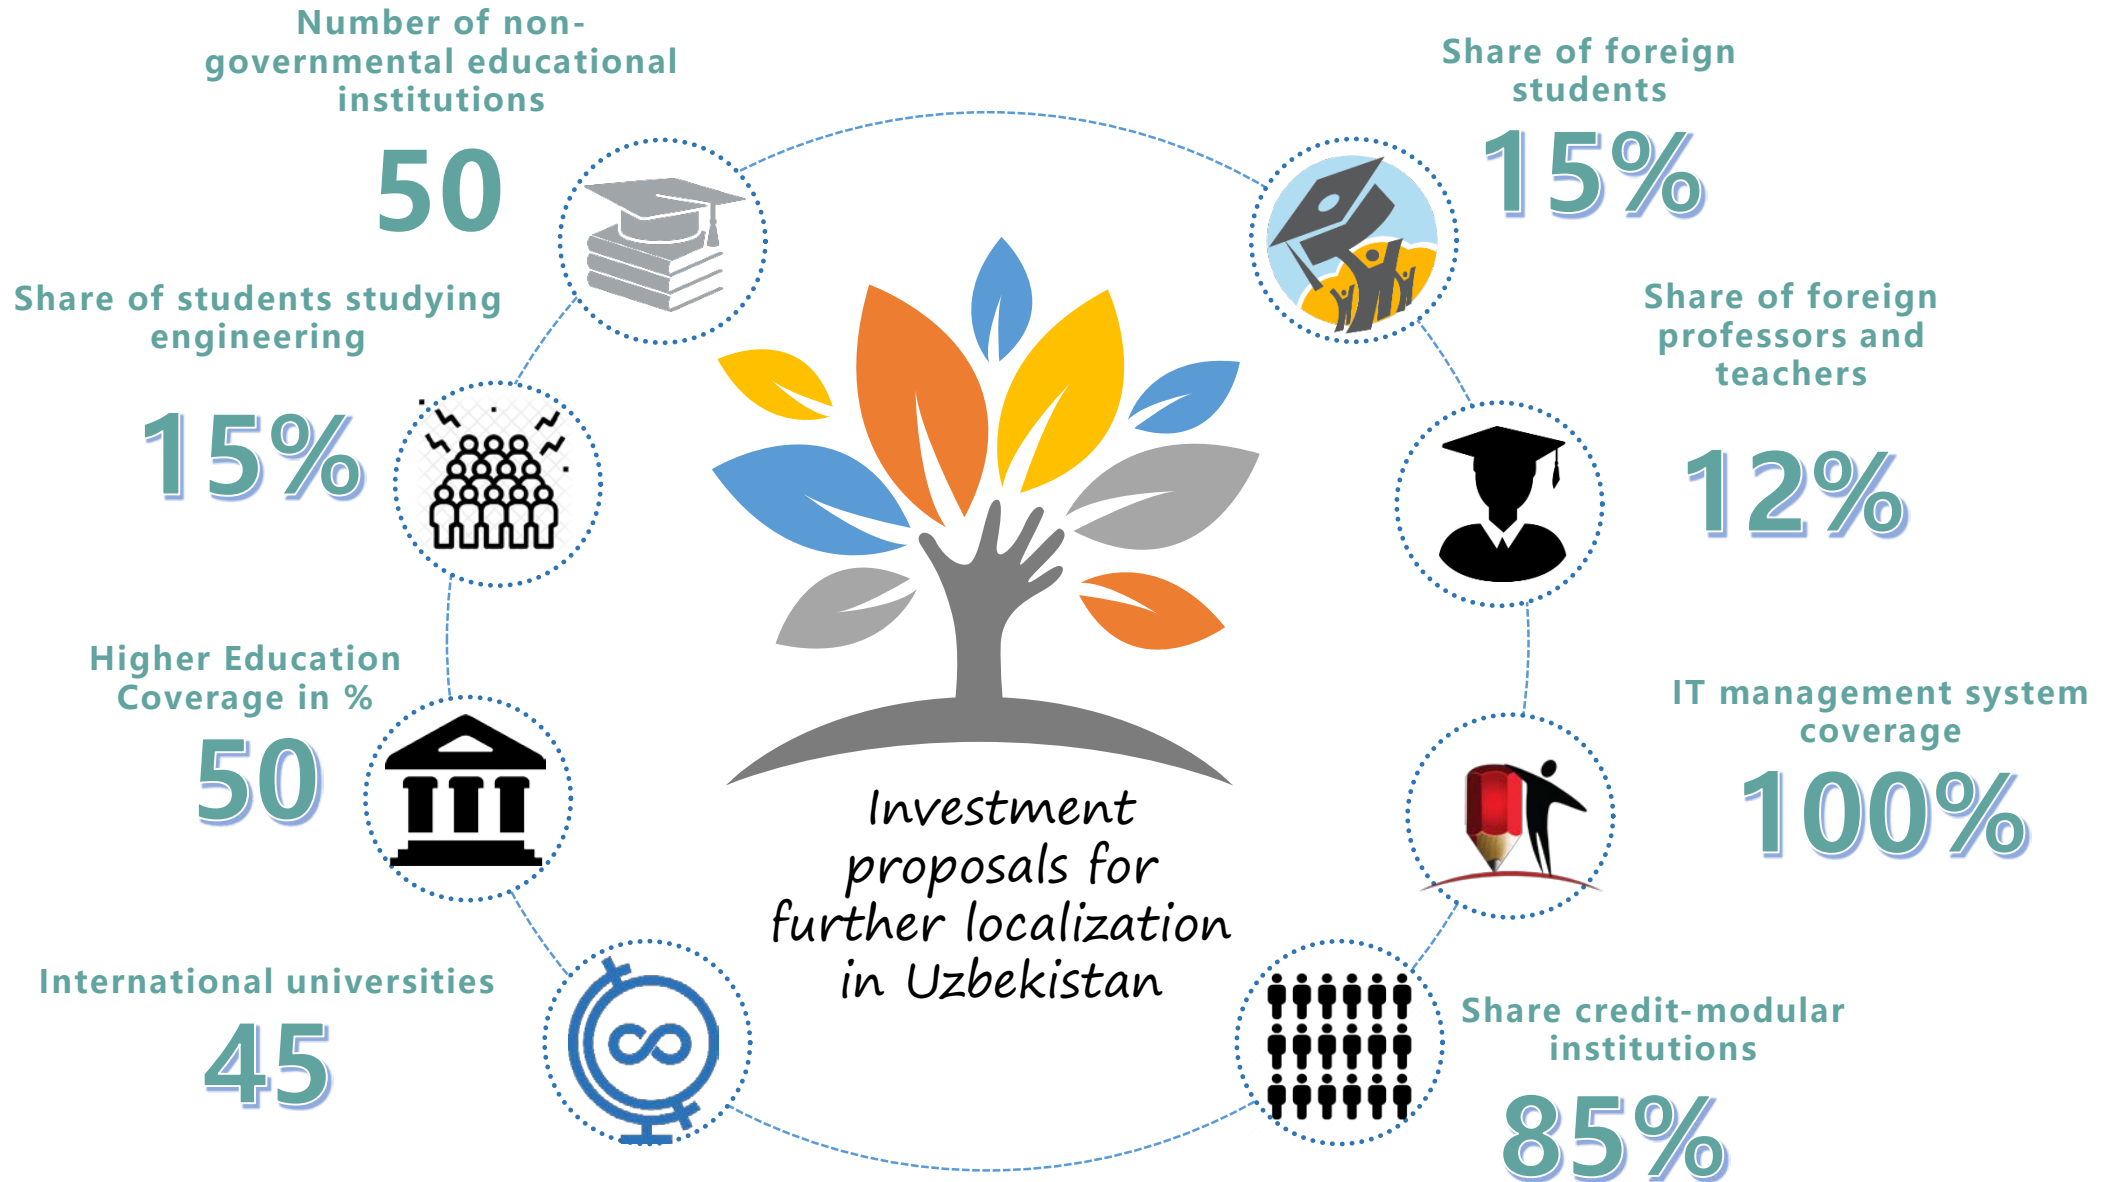 Number of non-
governmental educational
institutions
50
Share of students studying
engineering
15%
Higher Education
Coverage in %
50
International universities
45
Investment
proposals for
further localization
in Uzbekistan
Share of foreign
students
15%
Share of foreign
professors and
teachers
12%
IT management system
coverage
100%
Share credit-modular
institutions
85%